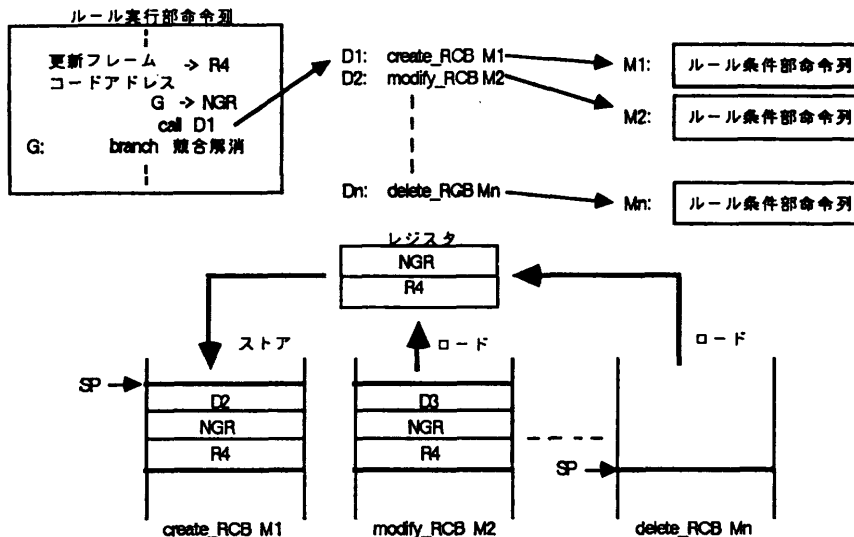 ルール実行部命令列
更新フレーム -> R4
コードアドレス
G -> NGR
call D1
G: branch 競合解消
D1: create_RCB M1
D2: modify_RCB M2
Dn: delete_RCB Mn
M1: ルール条件部命令列
M2: ルール条件部命令列
Mn: ルール条件部命令列
レジスタ
NGR
R4
ストア
ロード
ロード
SP
D2
NGR
R4
D3
NGR
R4
SP
create_RCB M1
modify_RCB M2
delete_RCB Mn